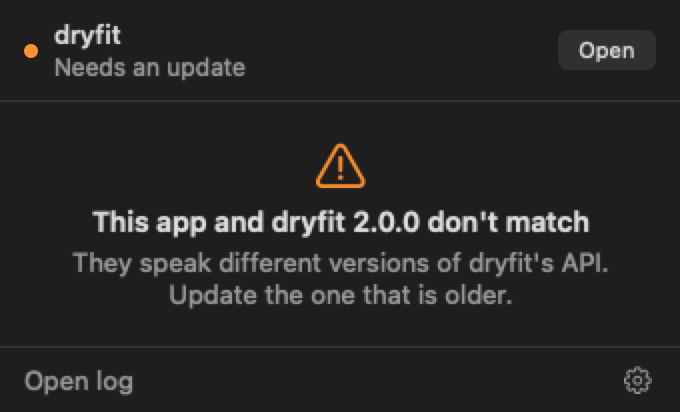 dryfit
Needs an update
Open
This app and dryfit 2.0.0 don't match
They speak different versions of dryfit's API.
Update the one that is older.
Open log